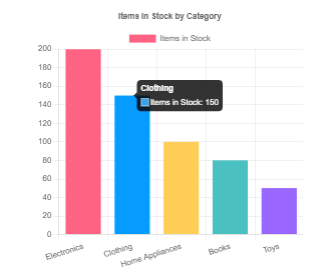 Items in Stock by Category
Items in Stock
200
180
160
140
120
100
80
60
40
20
0
Clothing
Items in Stock: 150
Electronics
Clothing
Home Appliances
Books
Toys